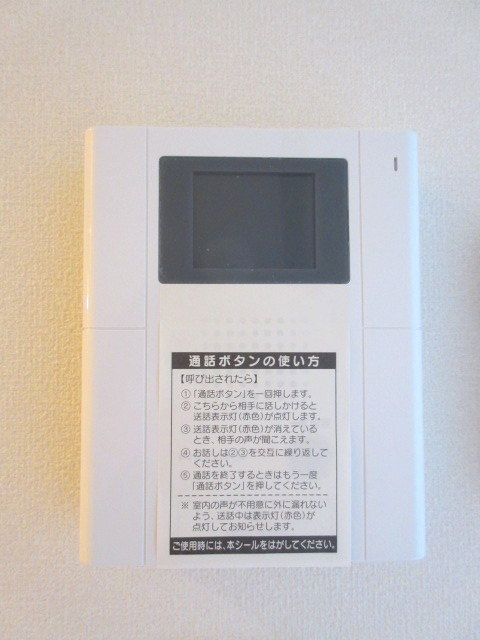 通話ボタンの使い方
【呼び出されたら】
①「通話ボタン」を一回押します。
② こちらから相手に話しかけると
送話表示灯(赤色)が点灯します。
③ 送話表示灯(赤色)が消えている
とき、相手の声が聞こえます。
④ お話しは②③を交互に繰り返して
ください。
⑤ 通話を終了するときはもう一度
「通話ボタン」を押してください。
※ 室内の声が不用意に外に漏れない
よう、送話中は表示灯(赤色)が
点灯してお知らせします。
ご使用時には、本シールをはがしてください。